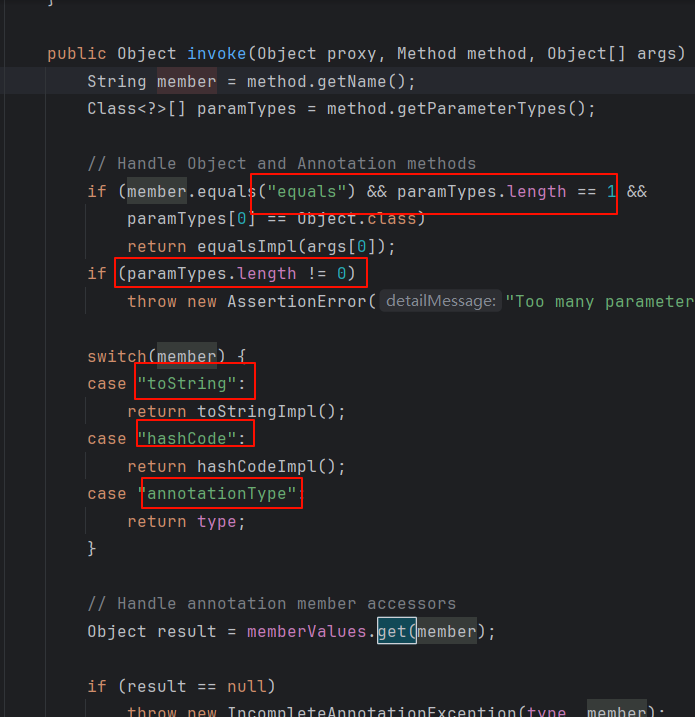 }
public Object invoke(Object proxy, Method method, Object[] args)
String member = method.getName();
Class<?>[] paramTypes = method.getParameterTypes();
// Handle Object and Annotation methods
if (member.equals("equals") && paramTypes.length == 1 &&
paramTypes[0] == Object.class)
return equalsImpl(args[0]);
if (paramTypes.length != 0)
throw new AssertionError( detailMessage: "Too many parameter
switch(member) {
case "toString":
return toStringImpl();
case "hashCode":
return hashCodeImpl();
case "annotationType":
return type;
}
// Handle annotation member accessors
Object result = memberValues.get(member);
if (result == null)
throw new IncompleteAnnotationException(type, member);